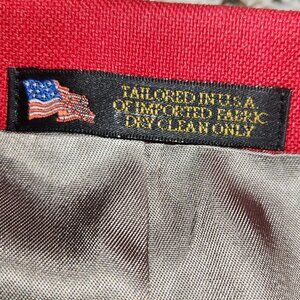 TAILORED IN U.S.A.
OF IMPORTED FABRIC
DRY CLEAN ONLY